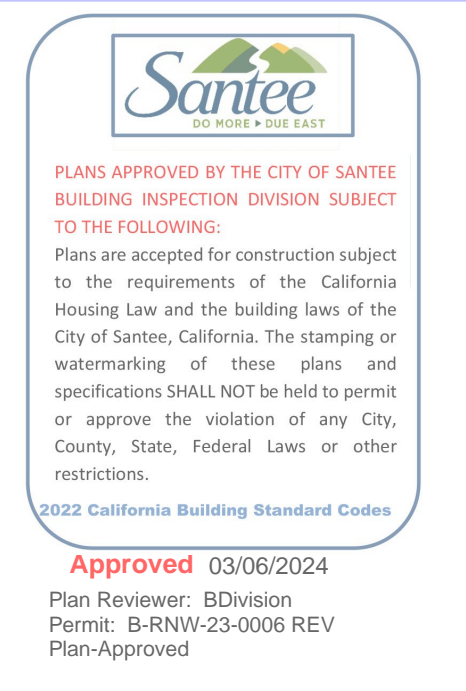 Santee
DO MORE ▶ DUE EAST
PLANS APPROVED BY THE CITY OF SANTEE
BUILDING INSPECTION DIVISION SUBJECT
TO THE FOLLOWING:
Plans are accepted for construction subject
to the requirements of the California
Housing Law and the building laws of the
City of Santee, California. The stamping or
watermarking of these plans and
specifications SHALL NOT be held to permit
or approve the violation of any City,
County, State, Federal Laws or other
restrictions.
2022 California Building Standard Codes
Approved 03/06/2024
Plan Reviewer: BDivision
Permit: B-RNW-23-0006 REV
Plan-Approved